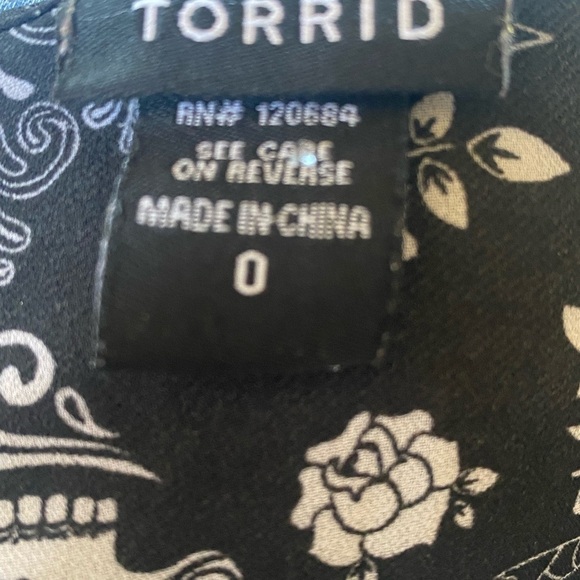 TORRID
RN# 120684
SEE CARE
ON REVERSE
MADE IN CHINA
0